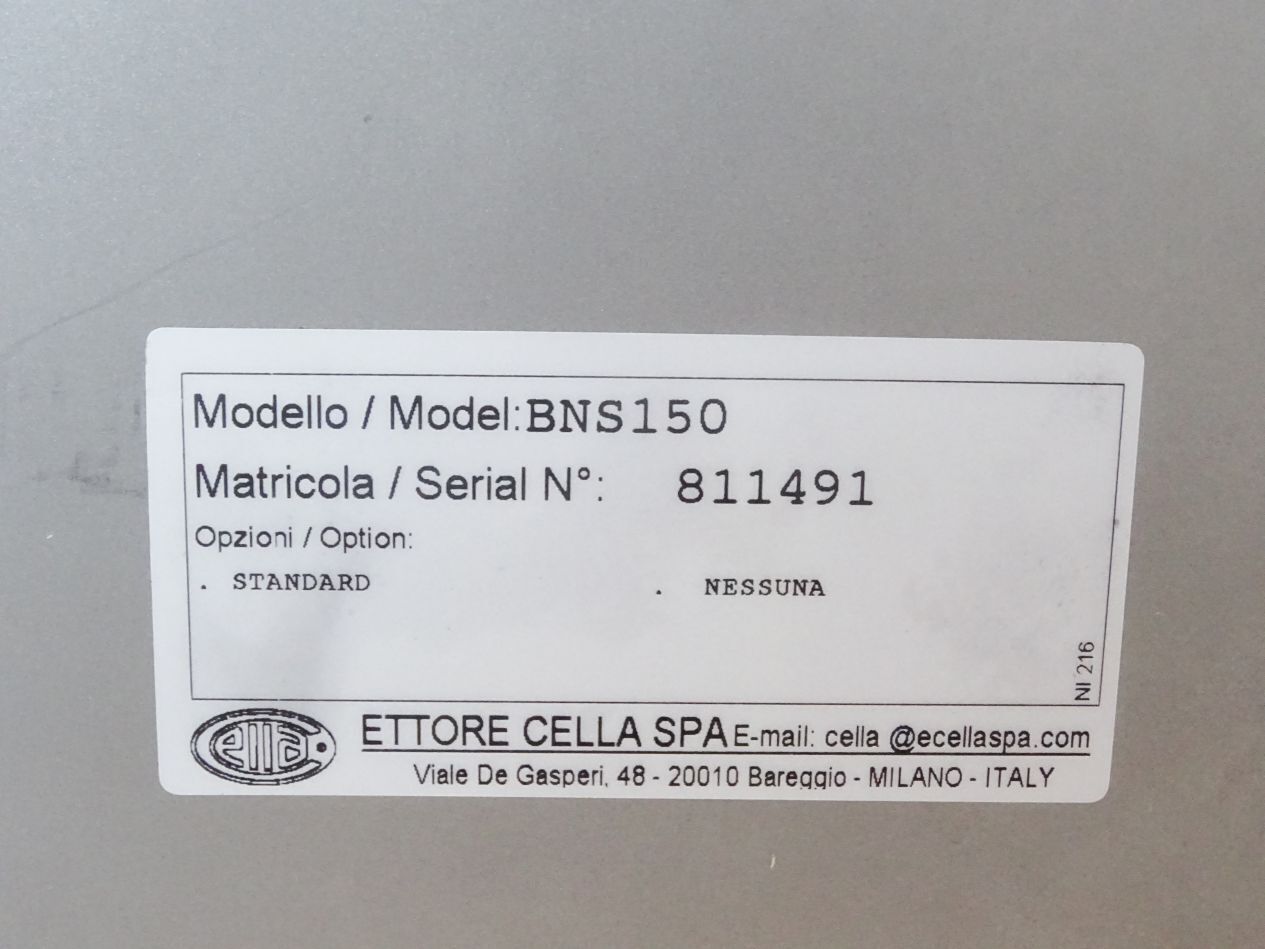 Modello / Model:BNS150
Matricola / Serial N°: 811491
Opzioni / Option:
. STANDARD . NESSUNA
NI 216
cella
ETTORE CELLA SPA E-mail: cella @ecellaspa.com
Viale De Gasperi, 48 - 20010 Bareggio - MILANO - ITALY